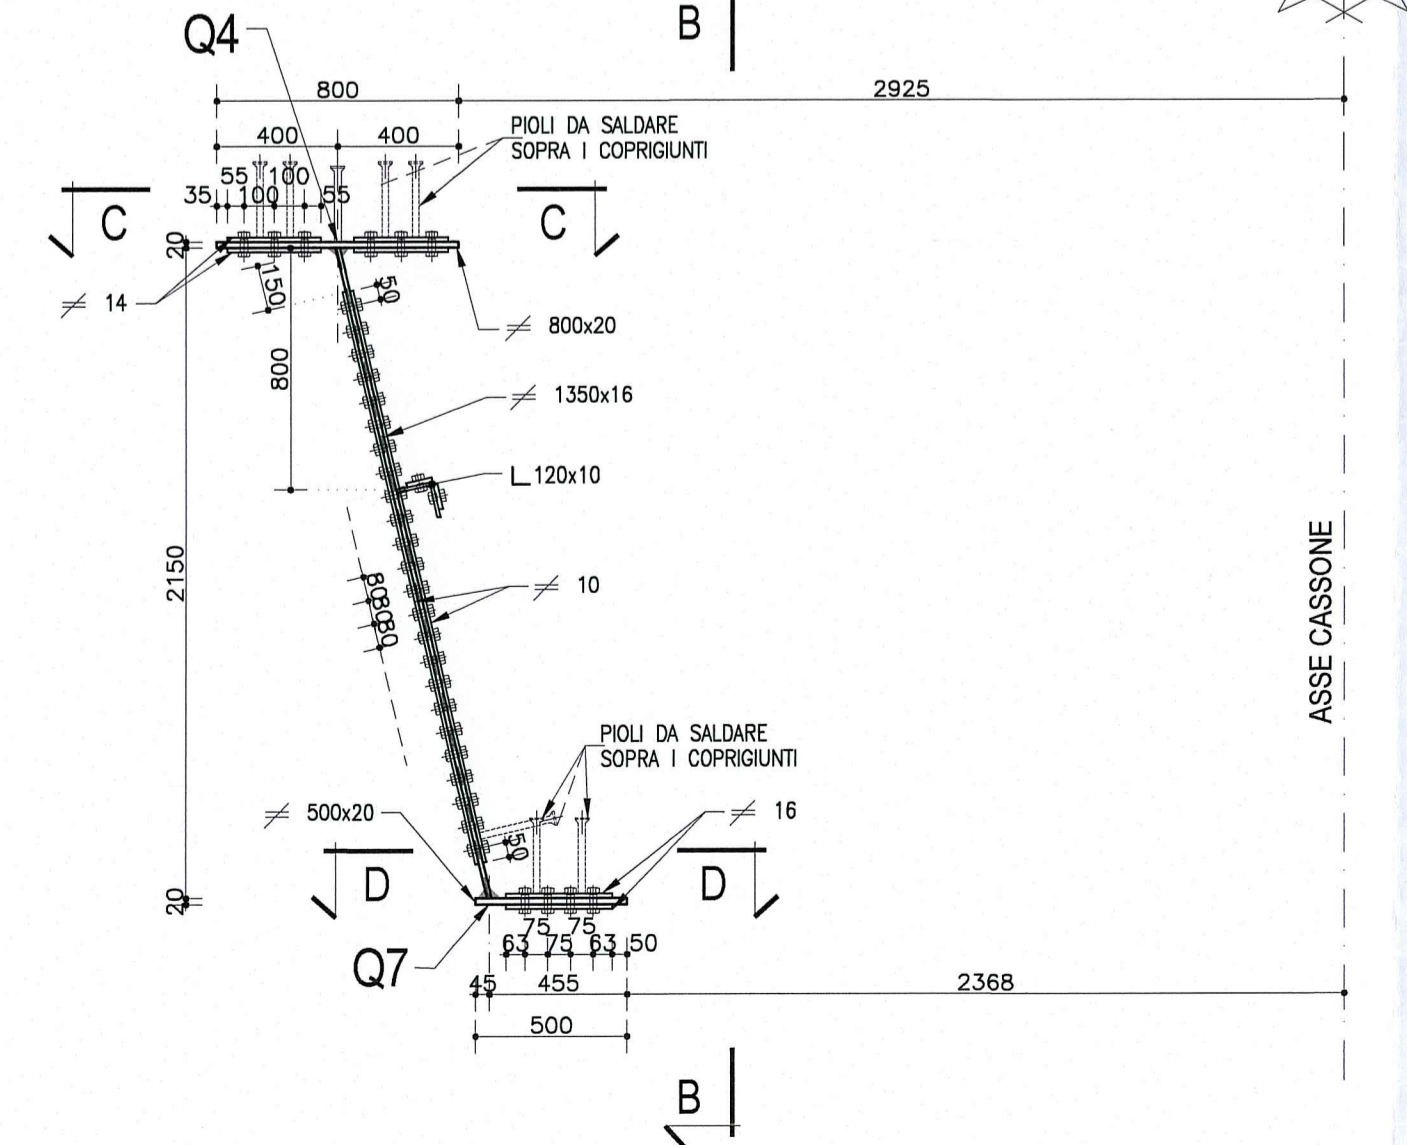 Q4
B
800
2925
400
400
PIOLI DA SALDARE
SOPRA I COPRIGIUNTI
55
100
35
100
55
C
C
20
150
50
14
800x20
800
1350x16
L 120x10
2150
80
80
80
10
ASSE CASSONE
PIOLI DA SALDARE
SOPRA I COPRIGIUNTI
500x20
16
50
D
D
20
75
75
63
75
63
50
Q7
45
455
2368
500
B